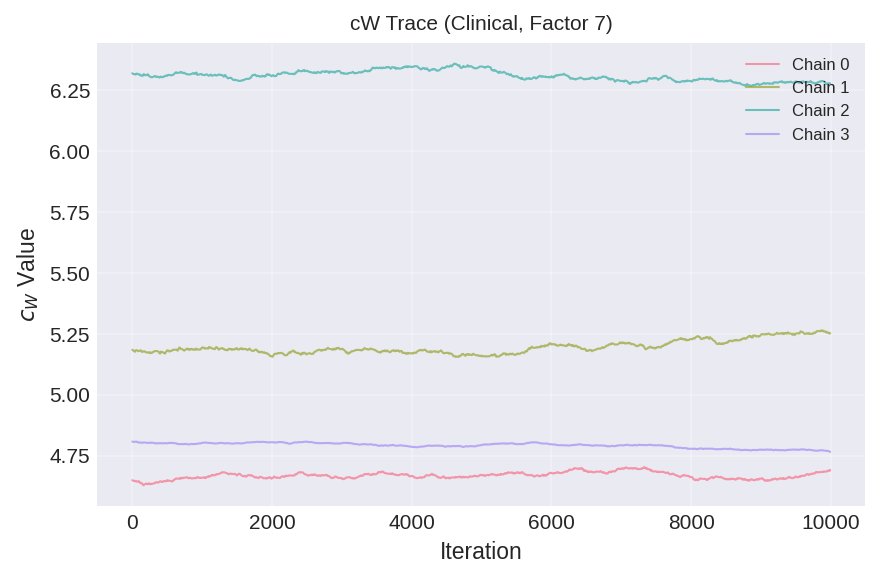 cW Trace (Clinical, Factor 7)
Chain 0
Chain 1
Chain 2
Chain 3
6.25
6.00
5.75
5.50
5.25
5.00
4.75
c_W Value
0 2000 4000 6000 8000 10000
Iteration